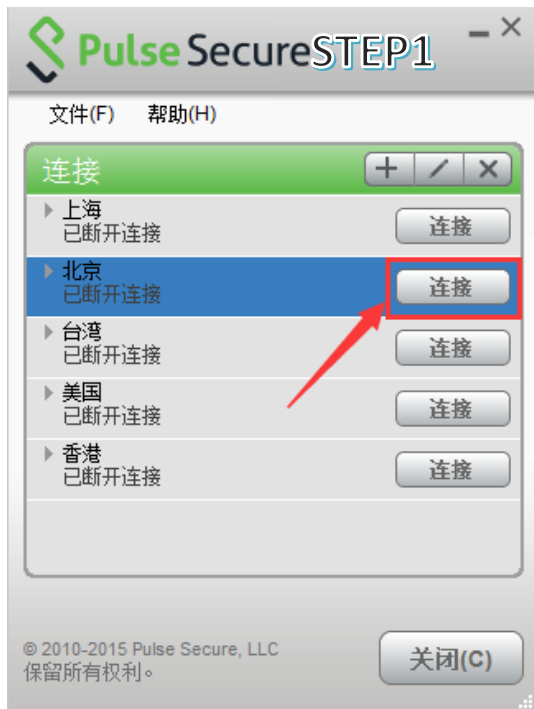 Pulse Secure STEP1
文件(F) 帮助(H)
连接
上海
已断开连接
连接
北京
已断开连接
连接
台湾
已断开连接
连接
美国
已断开连接
连接
香港
已断开连接
连接
© 2010-2015 Pulse Secure, LLC
保留所有权利。
关闭(C)